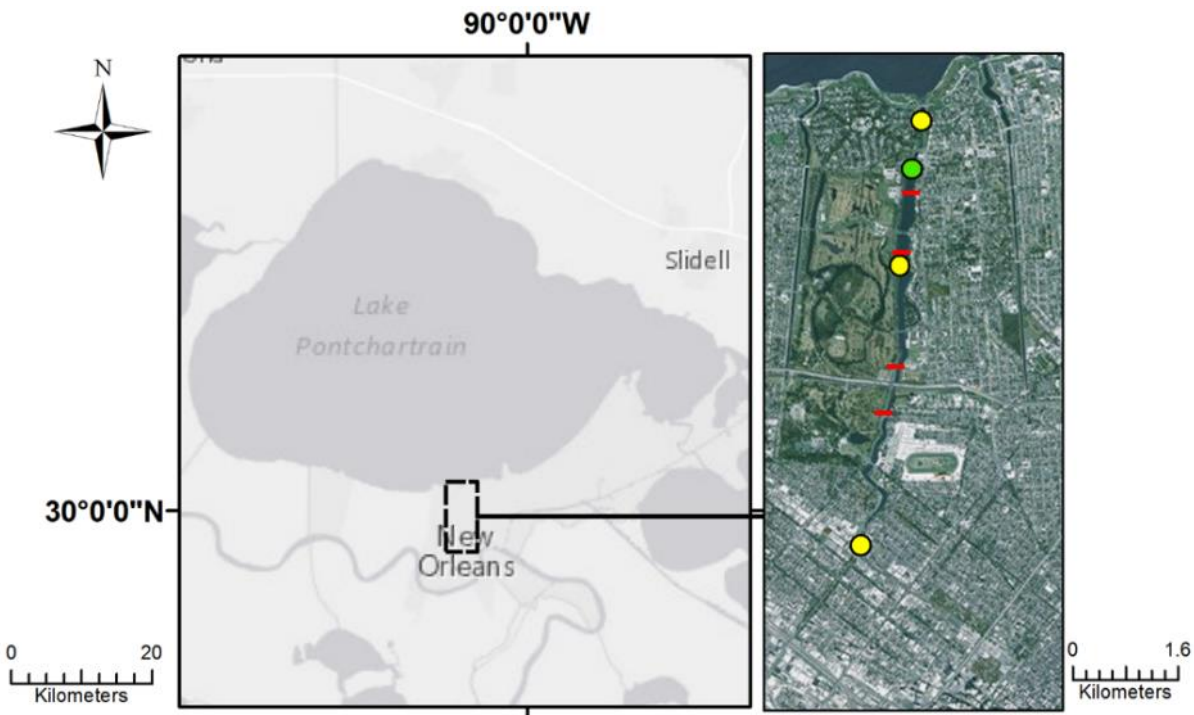 90°0'0"W
N
Slidell
Lake
Pontchartrain
30°0'0"N
New
Orleans
0 20
Kilometers
0 1.6
Kilometers